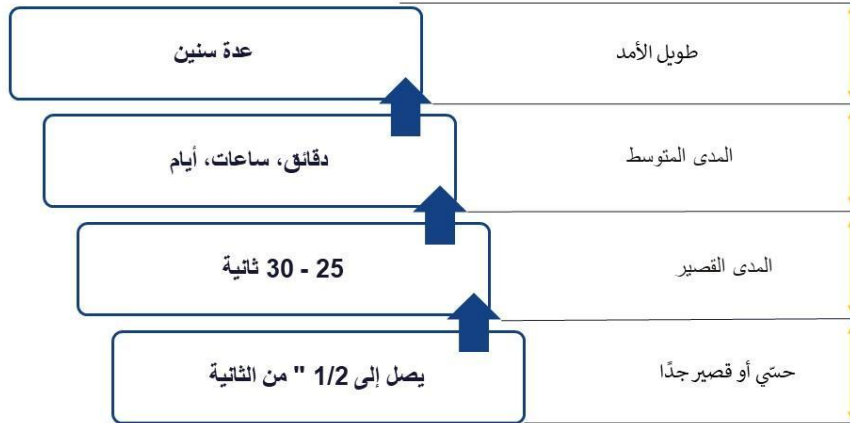 طويل الأمد
عدة سنين
المدى المتوسط
دقائق، ساعات، أيام
المدى القصير
25 - 30 ثانية
حسّي أو قصير جدًا
يصل إلى 1/2 " من الثانية